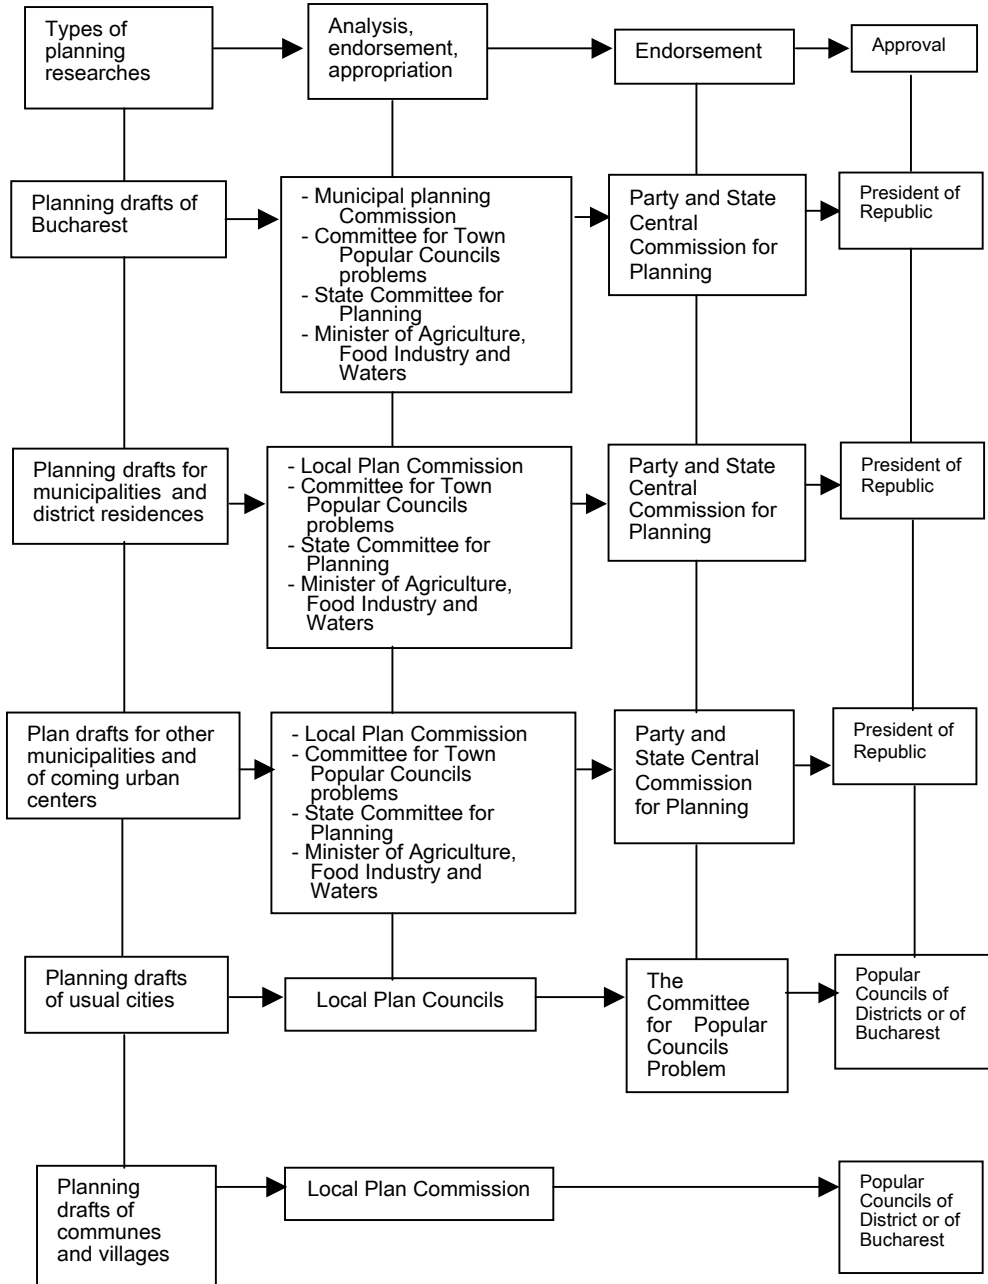 Types of
planning
researches
Analysis,
endorsement,
appropriation
Endorsement
Approval
Planning drafts of
Bucharest
- Municipal planning
Commission
- Committee for Town
Popular Councils
problems
- State Committee for
Planning
- Minister of Agriculture,
Food Industry and
Waters
Party and State
Central
Commission for
Planning
President of
Republic
Planning drafts for
municipalities and
district residences
- Local Plan Commission
- Committee for Town
Popular Councils
problems
- State Committee for
Planning
- Minister of Agriculture,
Food Industry and
Waters
Party and State
Central
Commission for
Planning
President of
Republic
Plan drafts for other
municipalities and
of coming urban
centers
- Local Plan Commission
- Committee for Town
Popular Councils
problems
- State Committee for
Planning
- Minister of Agriculture,
Food Industry and
Waters
Party and
State Central
Commission
for Planning
President of
Republic
Planning drafts
of usual cities
Local Plan Councils
The
Committee
for Popular
Councils
Problem
Popular
Councils of
Districts or of
Bucharest
Planning
drafts of
communes
and villages
Local Plan Commission
Popular
Councils of
District or of
Bucharest